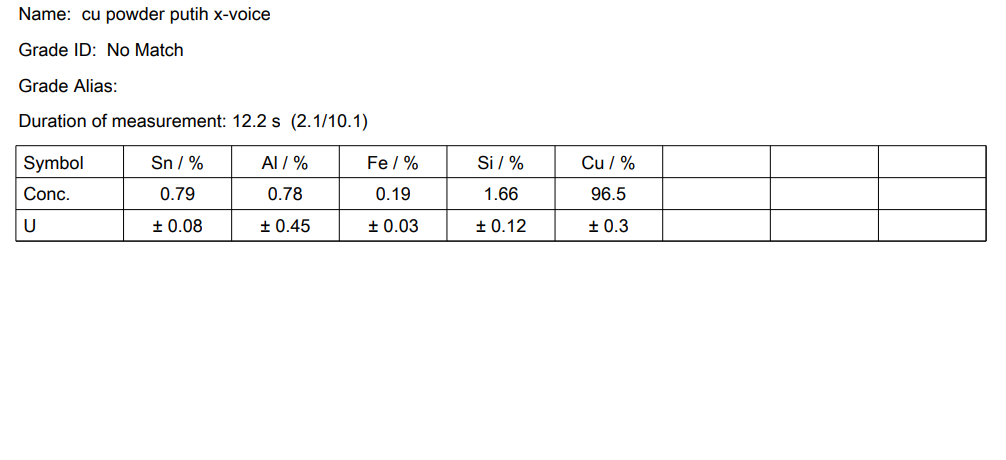 Name: cu powder putih x-voice
Grade ID: No Match
Grade Alias:
Duration of measurement: 12.2 s (2.1/10.1)
Symbol Sn / % Al / % Fe / % Si / % Cu / %
Conc. 0.79 0.78 0.19 1.66 96.5
U ± 0.08 ± 0.45 ± 0.03 ± 0.12 ± 0.3